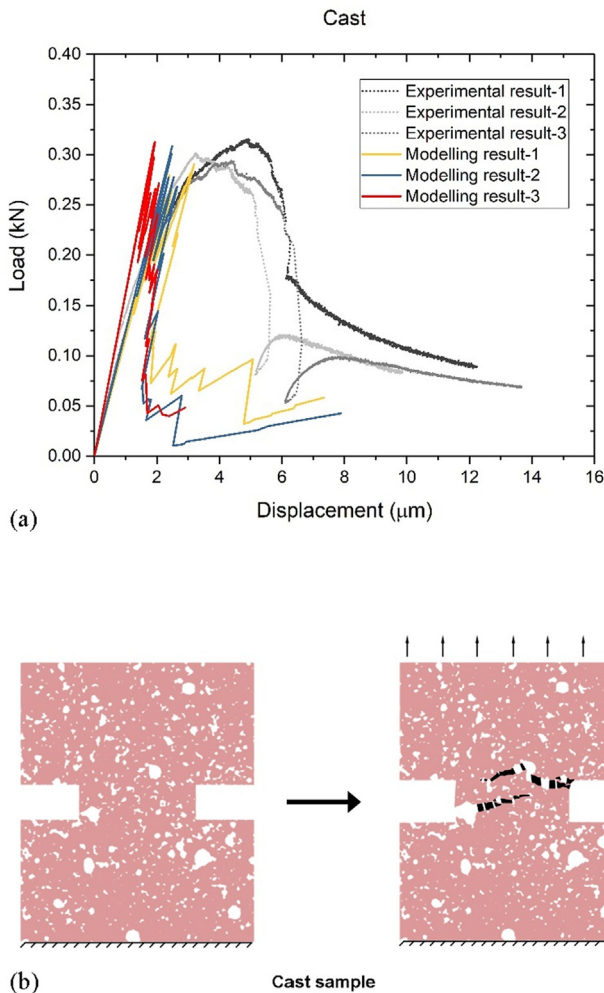 Cast
0.40
0.35
0.30
0.25
0.20
0.15
0.10
0.05
0.00
Load (kN)
Experimental result-1
Experimental result-2
Experimental result-3
Modelling result-1
Modelling result-2
Modelling result-3
0 2 4 6 8 10 12 14 16
Displacement (μm)
(a)
(b)
Cast sample